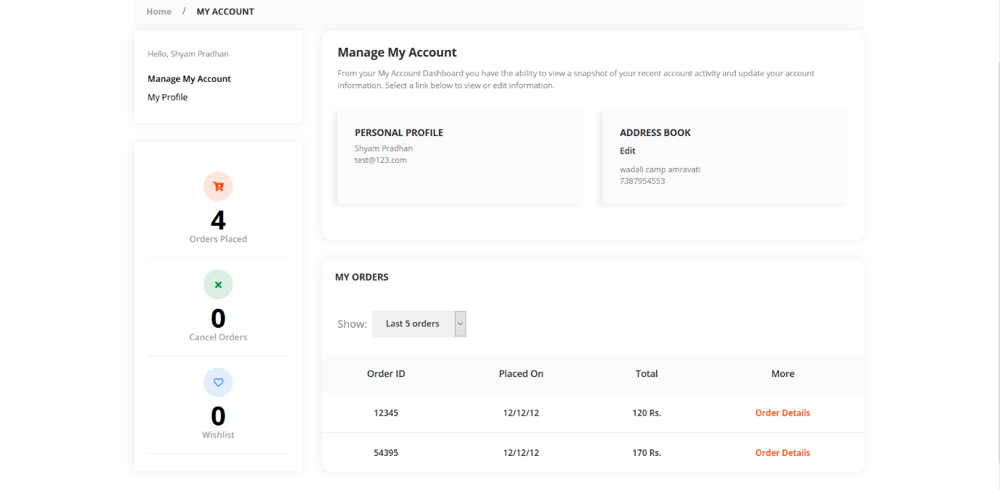 Home / MY ACCOUNT
Hello, Shyam Pradhan
Manage My Account
My Profile
4
Orders Placed
0
Cancel Orders
0
Wishlist
Manage My Account
From your My Account Dashboard you have the ability to view a snapshot of your recent account activity and update your account
information. Select a link below to view or edit information.
PERSONAL PROFILE
Shyam Pradhan
test@123.com
ADDRESS BOOK
Edit
wadali camp amravati
7387954553
MY ORDERS
Show: Last 5 orders
Order ID Placed On Total More
12345 12/12/12 120 Rs. Order Details
54395 12/12/12 170 Rs. Order Details